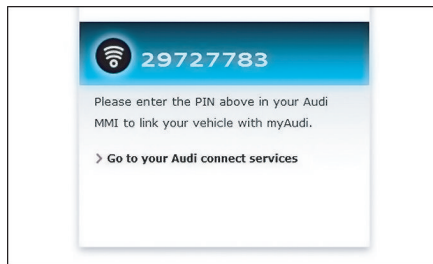 29727783
Please enter the PIN above in your Audi
MMI to link your vehicle with myAudi.
> Go to your Audi connect services